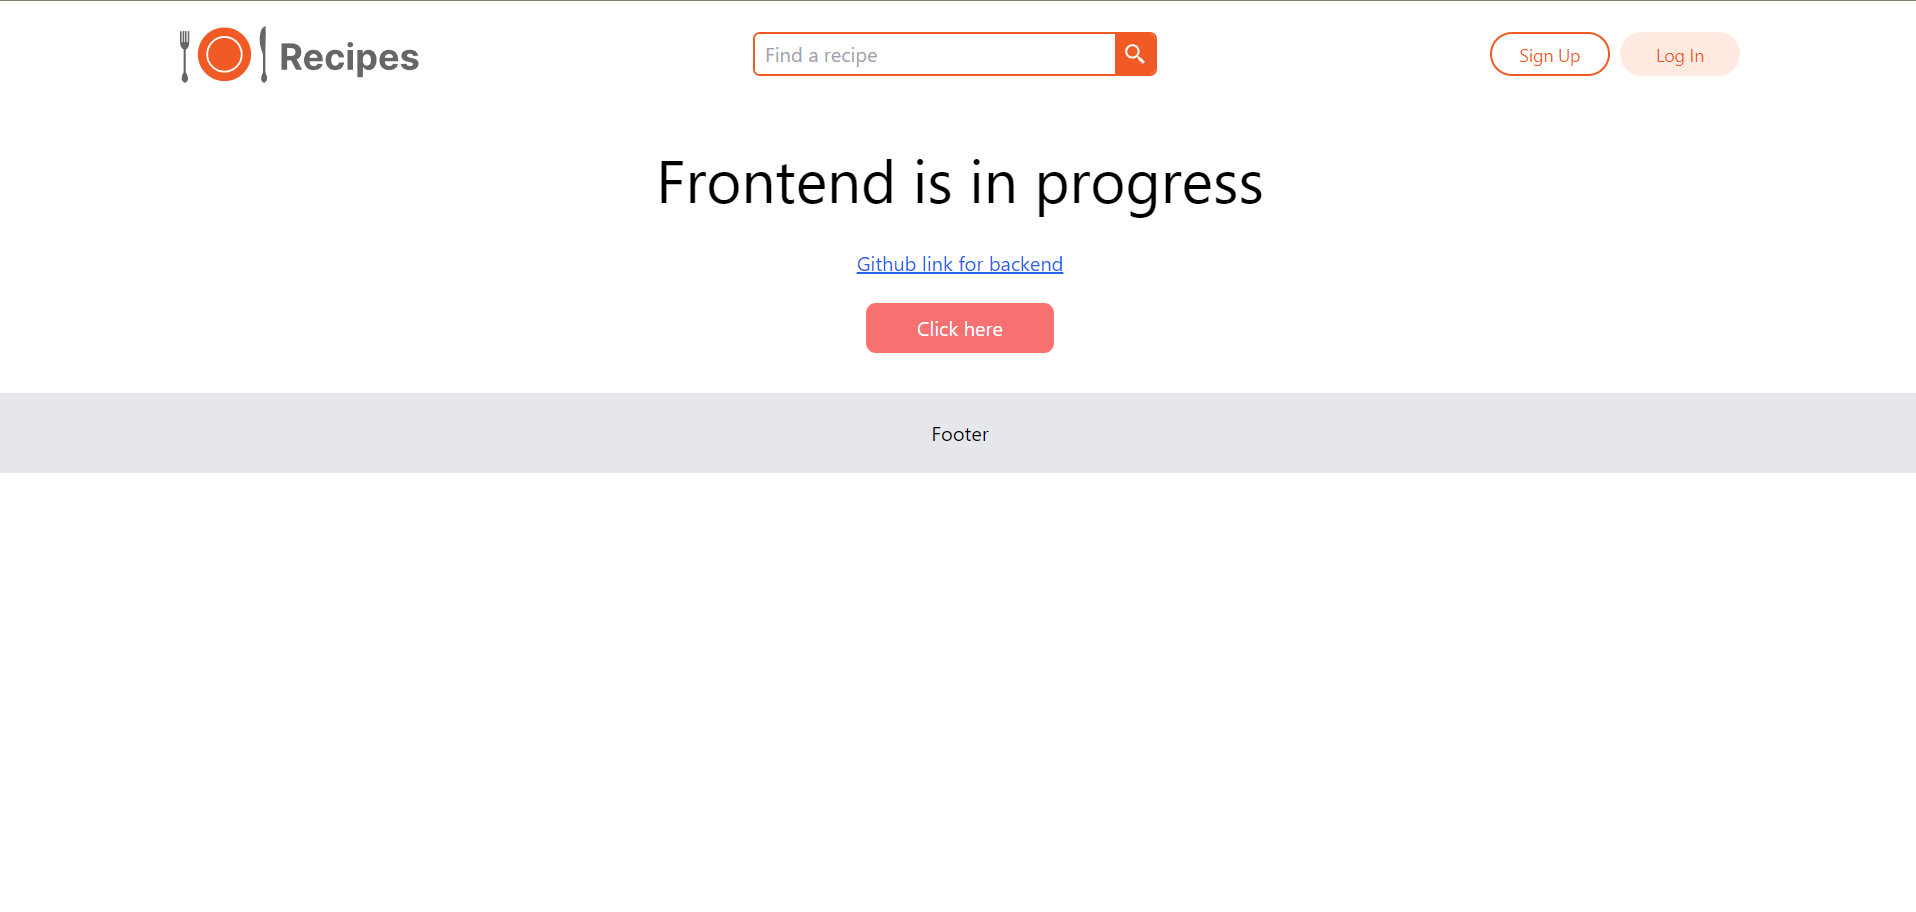 Recipes
Find a recipe
Sign Up
Log In
Frontend is in progress
Github link for backend
Click here
Footer